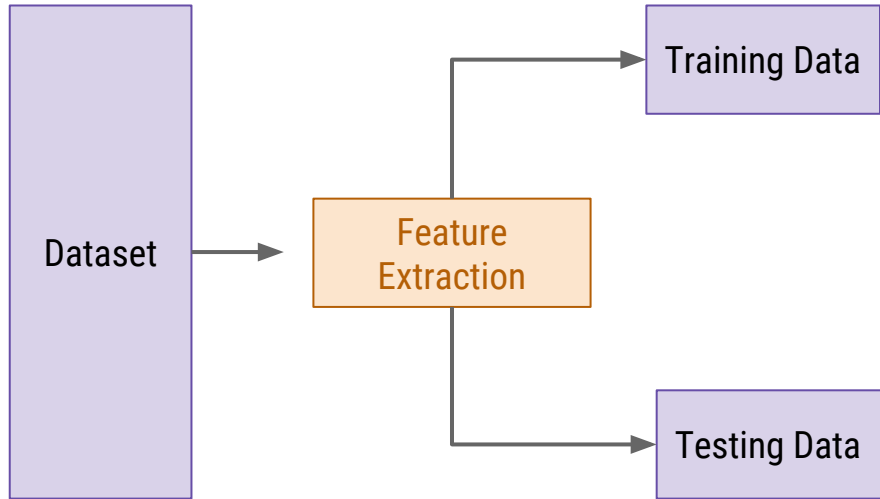 Training Data
Dataset
Feature
Extraction
Testing Data